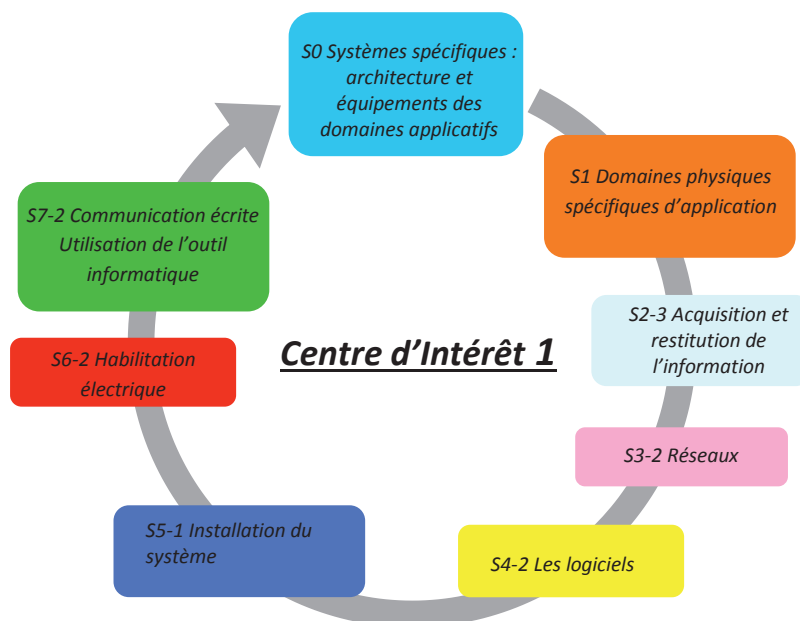 S0 Systèmes spécifiques :
architecture et
équipements des
domaines applicatifs
S1 Domaines physiques
spécifiques d'application
S2-3 Acquisition et
restitution de
l'information
S3-2 Réseaux
S4-2 Les logiciels
S5-1 Installation du
système
S6-2 Habilitation
électrique
S7-2 Communication écrite
Utilisation de l'outil
informatique
Centre d'Intérêt 1